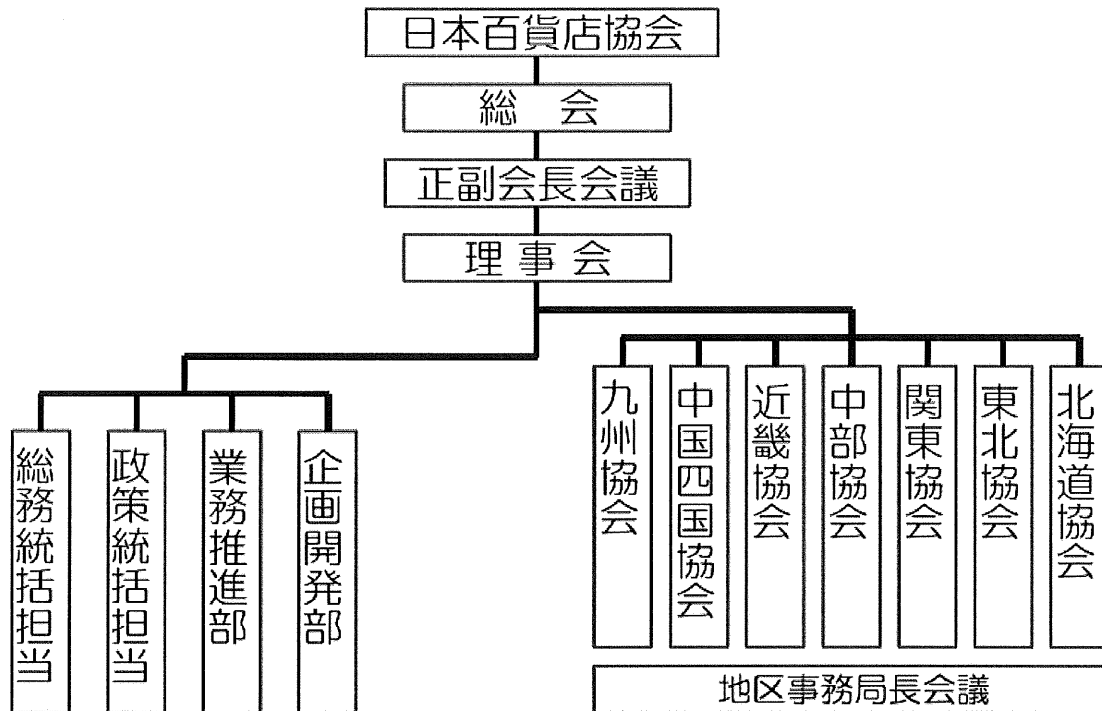 日本百貨店協会
総 会
正副会長会議
理 事 会
北海道協会
東北協会
関東協会
中部協会
近畿協会
中国四国協会
九州協会
企画開発部
業務推進部
政策統括担当
総務統括担当
地区事務局長会議